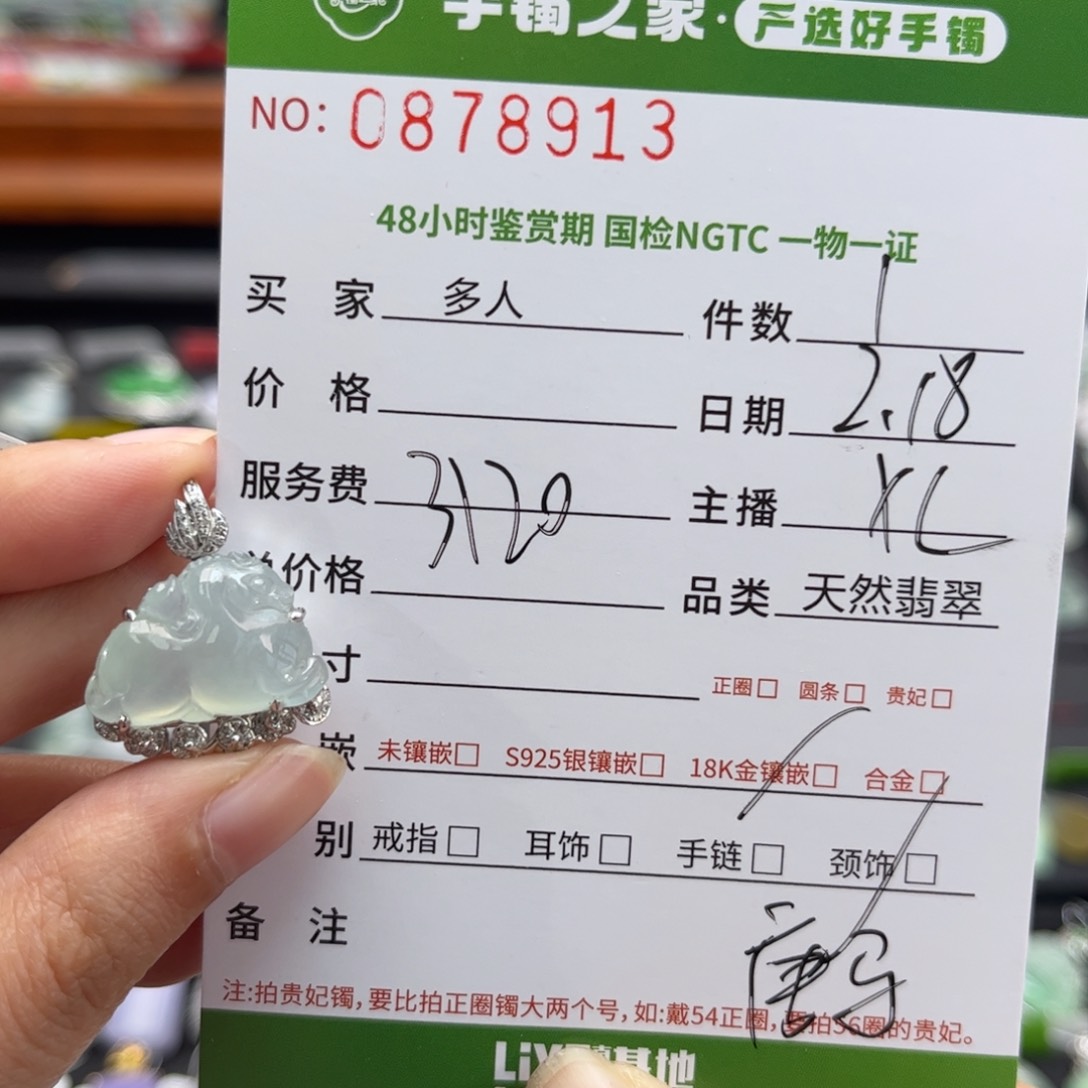 手镯之家·严选好手镯
NO: 0878913
48小时鉴赏期 国检NGTC 一物一证
买 家 多人 件数 1
价 格 日期 2.18
服务费 3120 主播 XC
单价格 品类 天然翡翠
寸 正圈□ 圆条□ 贵妃□
嵌 未镶嵌□ S925银镶嵌□ 18K金镶嵌□ 合金□
别 戒指□ 耳饰□ 手链□ 颈饰□
备 注
注:拍贵妃镯,要比拍正圈镯大两个号,如:戴54正圈,要拍56圈的贵妃。
基地